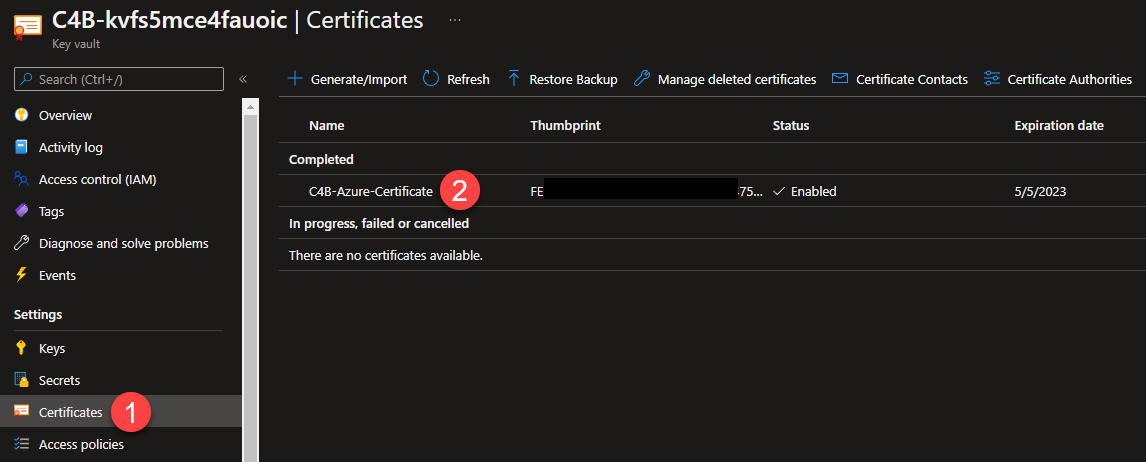 C4B-kvfs5mce4fauoic | Certificates ...
Key vault
Search (Ctrl+/) «
Generate/Import Refresh Restore Backup Manage deleted certificates Certificate Contacts Certificate Authorities
Overview
Activity log
Access control (IAM)
Tags
Diagnose and solve problems
Events
Settings
Keys
Secrets
Certificates 1
Access policies
Name Thumbprint Status Expiration date
Completed
C4B-Azure-Certificate 2 FE 75... Enabled 5/5/2023
In progress, failed or cancelled
There are no certificates available.